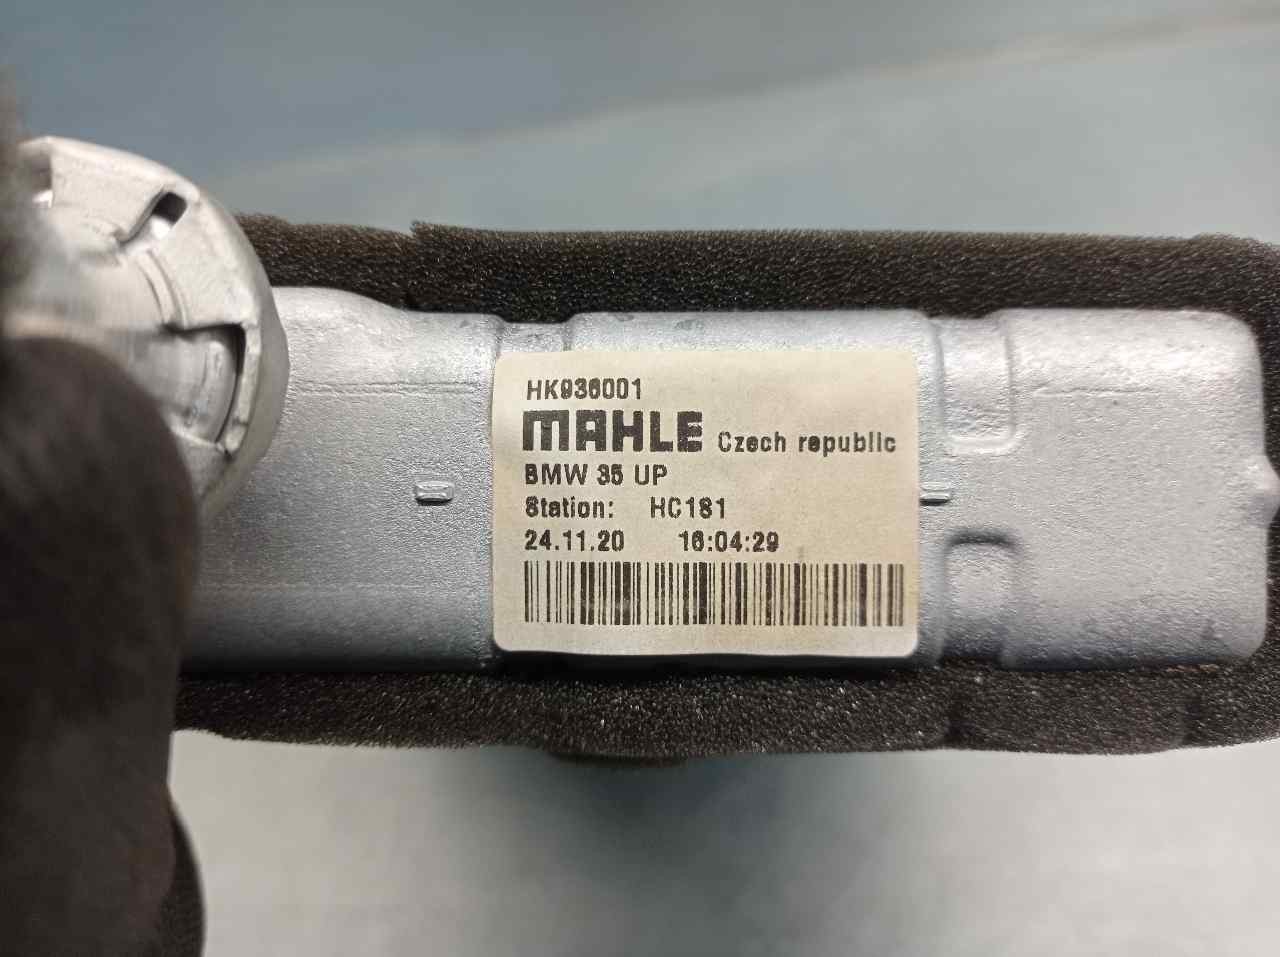 HK936001
MAHLE Czech republic
BMW 35 UP
Station: HC181
24.11.20 16:04:29